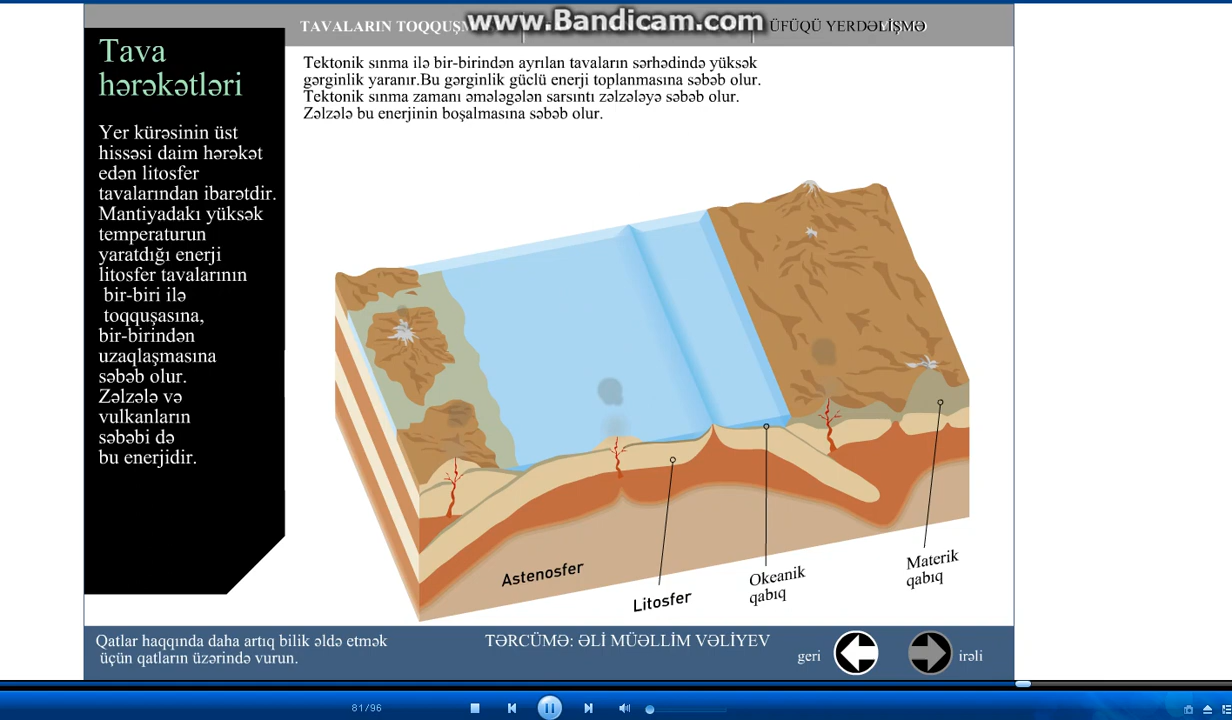 TAVALARIN TOQQUŞM
www.Bandicam.com
ÜFÜQÜ YERDƏLİŞMƏ
Tava
hərəkətləri
Yer kürəsinin üst
hissəsi daim hərəkət
edən litosfer
tavalarından ibarətdir.
Mantiyadakı yüksək
temperaturun
yaratdığı enerji
litosfer tavalarının
bir-biri ilə
toqquşasına,
bir-birindən
uzaqlaşmasına
səbəb olur.
Zəlzələ və
vulkanların
səbəbi də
bu enerjidir.
Tektonik sınma ilə bir-birindən ayrılan tavaların sərhədində yüksək
gərginlik yaranır.Bu gərginlik güclü enerji toplanmasına səbəb olur.
Tektonik sınma zamanı əmələgələn sarsıntı zəlzələyə səbəb olur.
Zəlzələ bu enerjinin boşalmasına səbəb olur.
Astenosfer
Litosfer
Okeanik
qabıq
Materik
qabıq
Qatlar haqqında daha artıq bilik əldə etmək
üçün qatların üzərində vurun.
TƏRCÜMƏ: ƏLİ MÜƏLLİM VƏLİYEV
geri
irəli
81/96